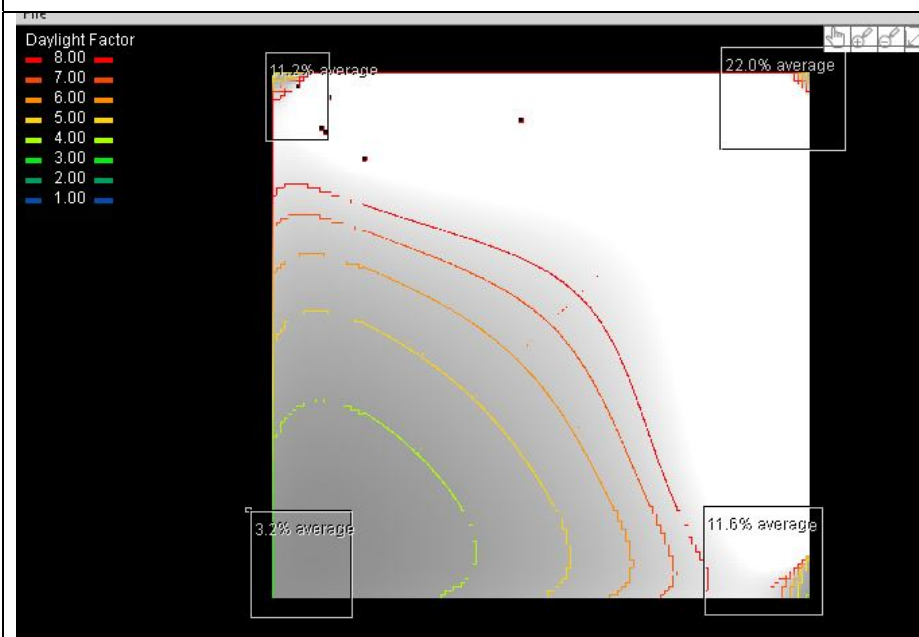 File
Daylight Factor
8.00
7.00
6.00
5.00
4.00
3.00
2.00
1.00
11.2% average
22.0% average
3.2% average
11.6% average